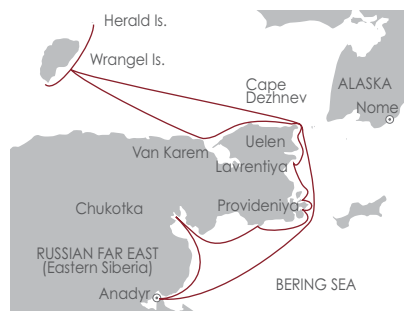 Herald Is.
Wrangel Is.
Cape
Dezhnev
ALASKA
Nome
Uelen
Van Karem
Lavrentiya
Provideniya
Chukotka
RUSSIAN FAR EAST
(Eastern Siberia)
BERING SEA
Anadyr